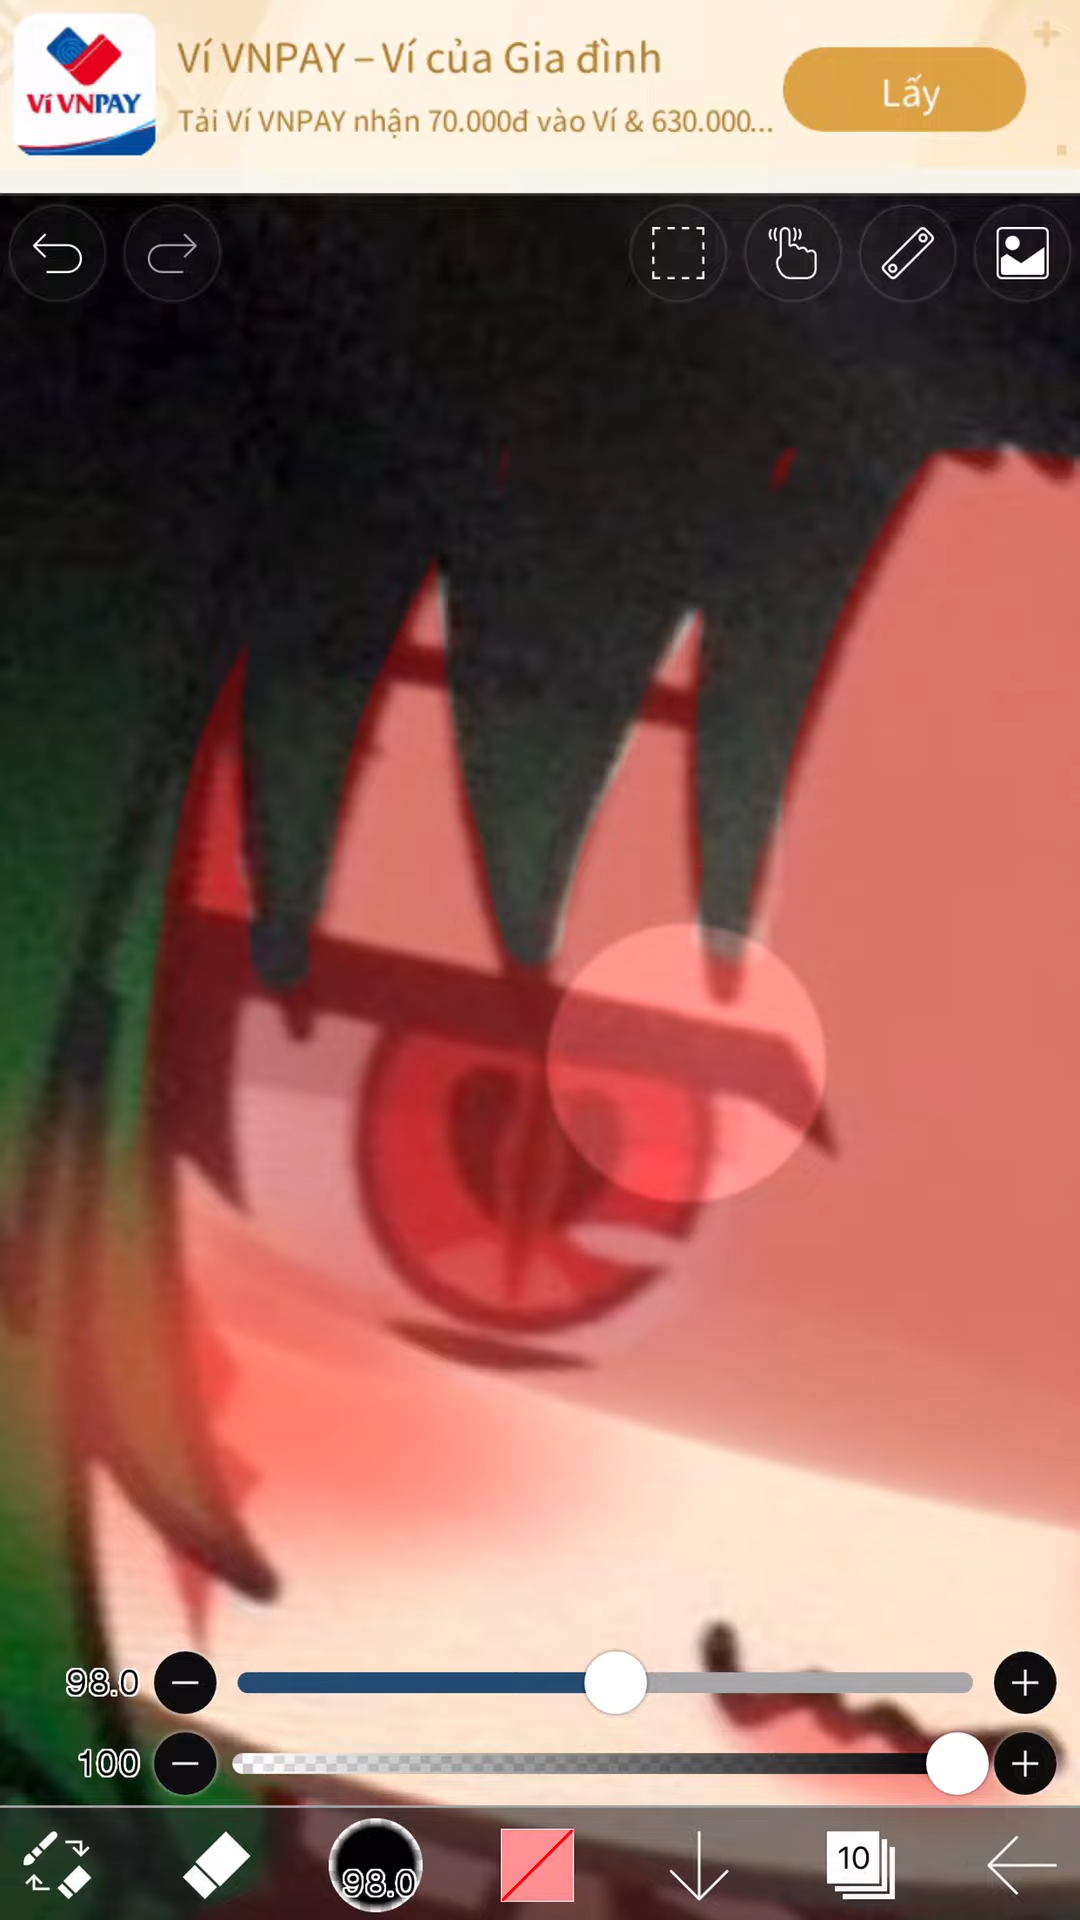 Ví VNPAY
Ví VNPAY – Ví của Gia đình
Tải Ví VNPAY nhận 70.000đ vào Ví & 630.000...
Lấy
98.0
100
98.0
10